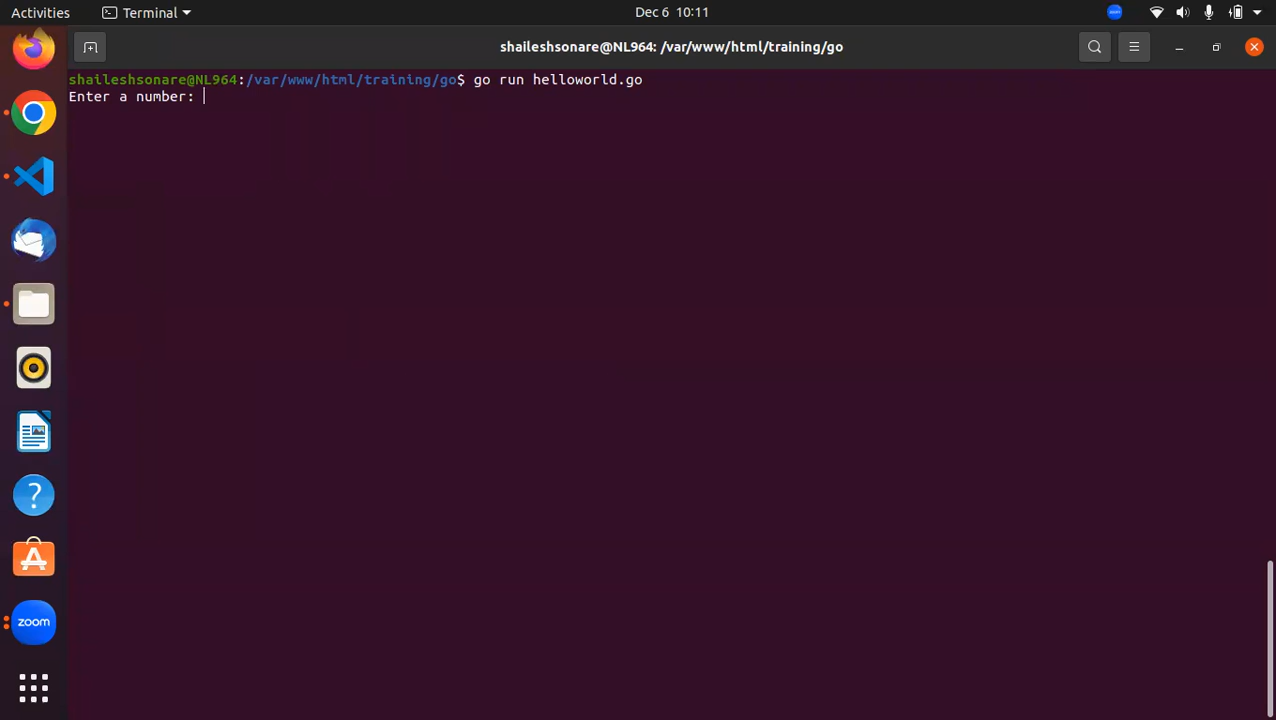 Activities
Terminal
Dec 6 10:11
shaileshsonare@NL964: /var/www/html/training/go
shaileshsonare@NL964:/var/www/html/training/go$ go run helloworld.go
Enter a number:
?
zoom
zoom